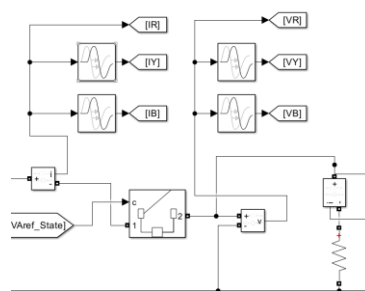 [IR]
[VR]
[IY]
[VY]
[IB]
[VB]
+ i
-
c
1
2
VAref_State]
+
-
v
+
+